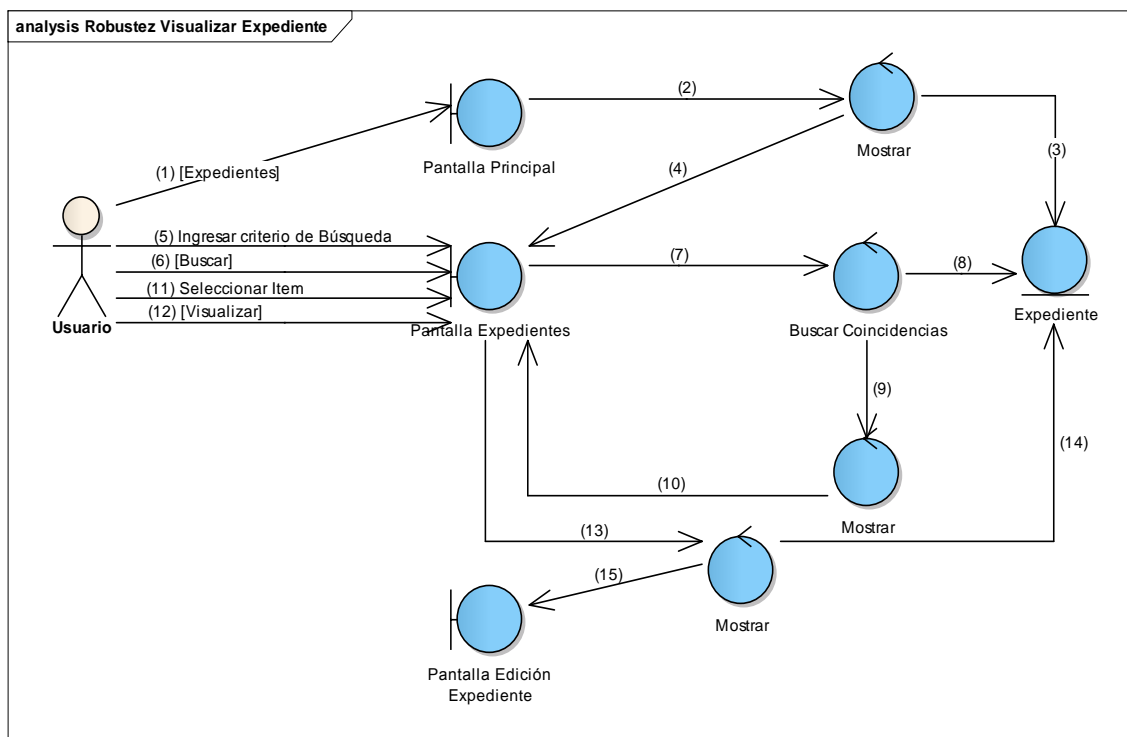 analysis Robustez Visualizar Expediente
(2)
Pantalla Principal
Mostrar
(1) [Expedientes]
(4)
(3)
(5) Ingresar criterio de Búsqueda
(6) [Buscar]
(11) Seleccionar Item
(12) [Visualizar]
Usuario
(7)
(8)
Pantalla Expedientes
Buscar Coincidencias
Expediente
(9)
(14)
(10)
Mostrar
(13)
(15)
Mostrar
Pantalla Edición
Expediente